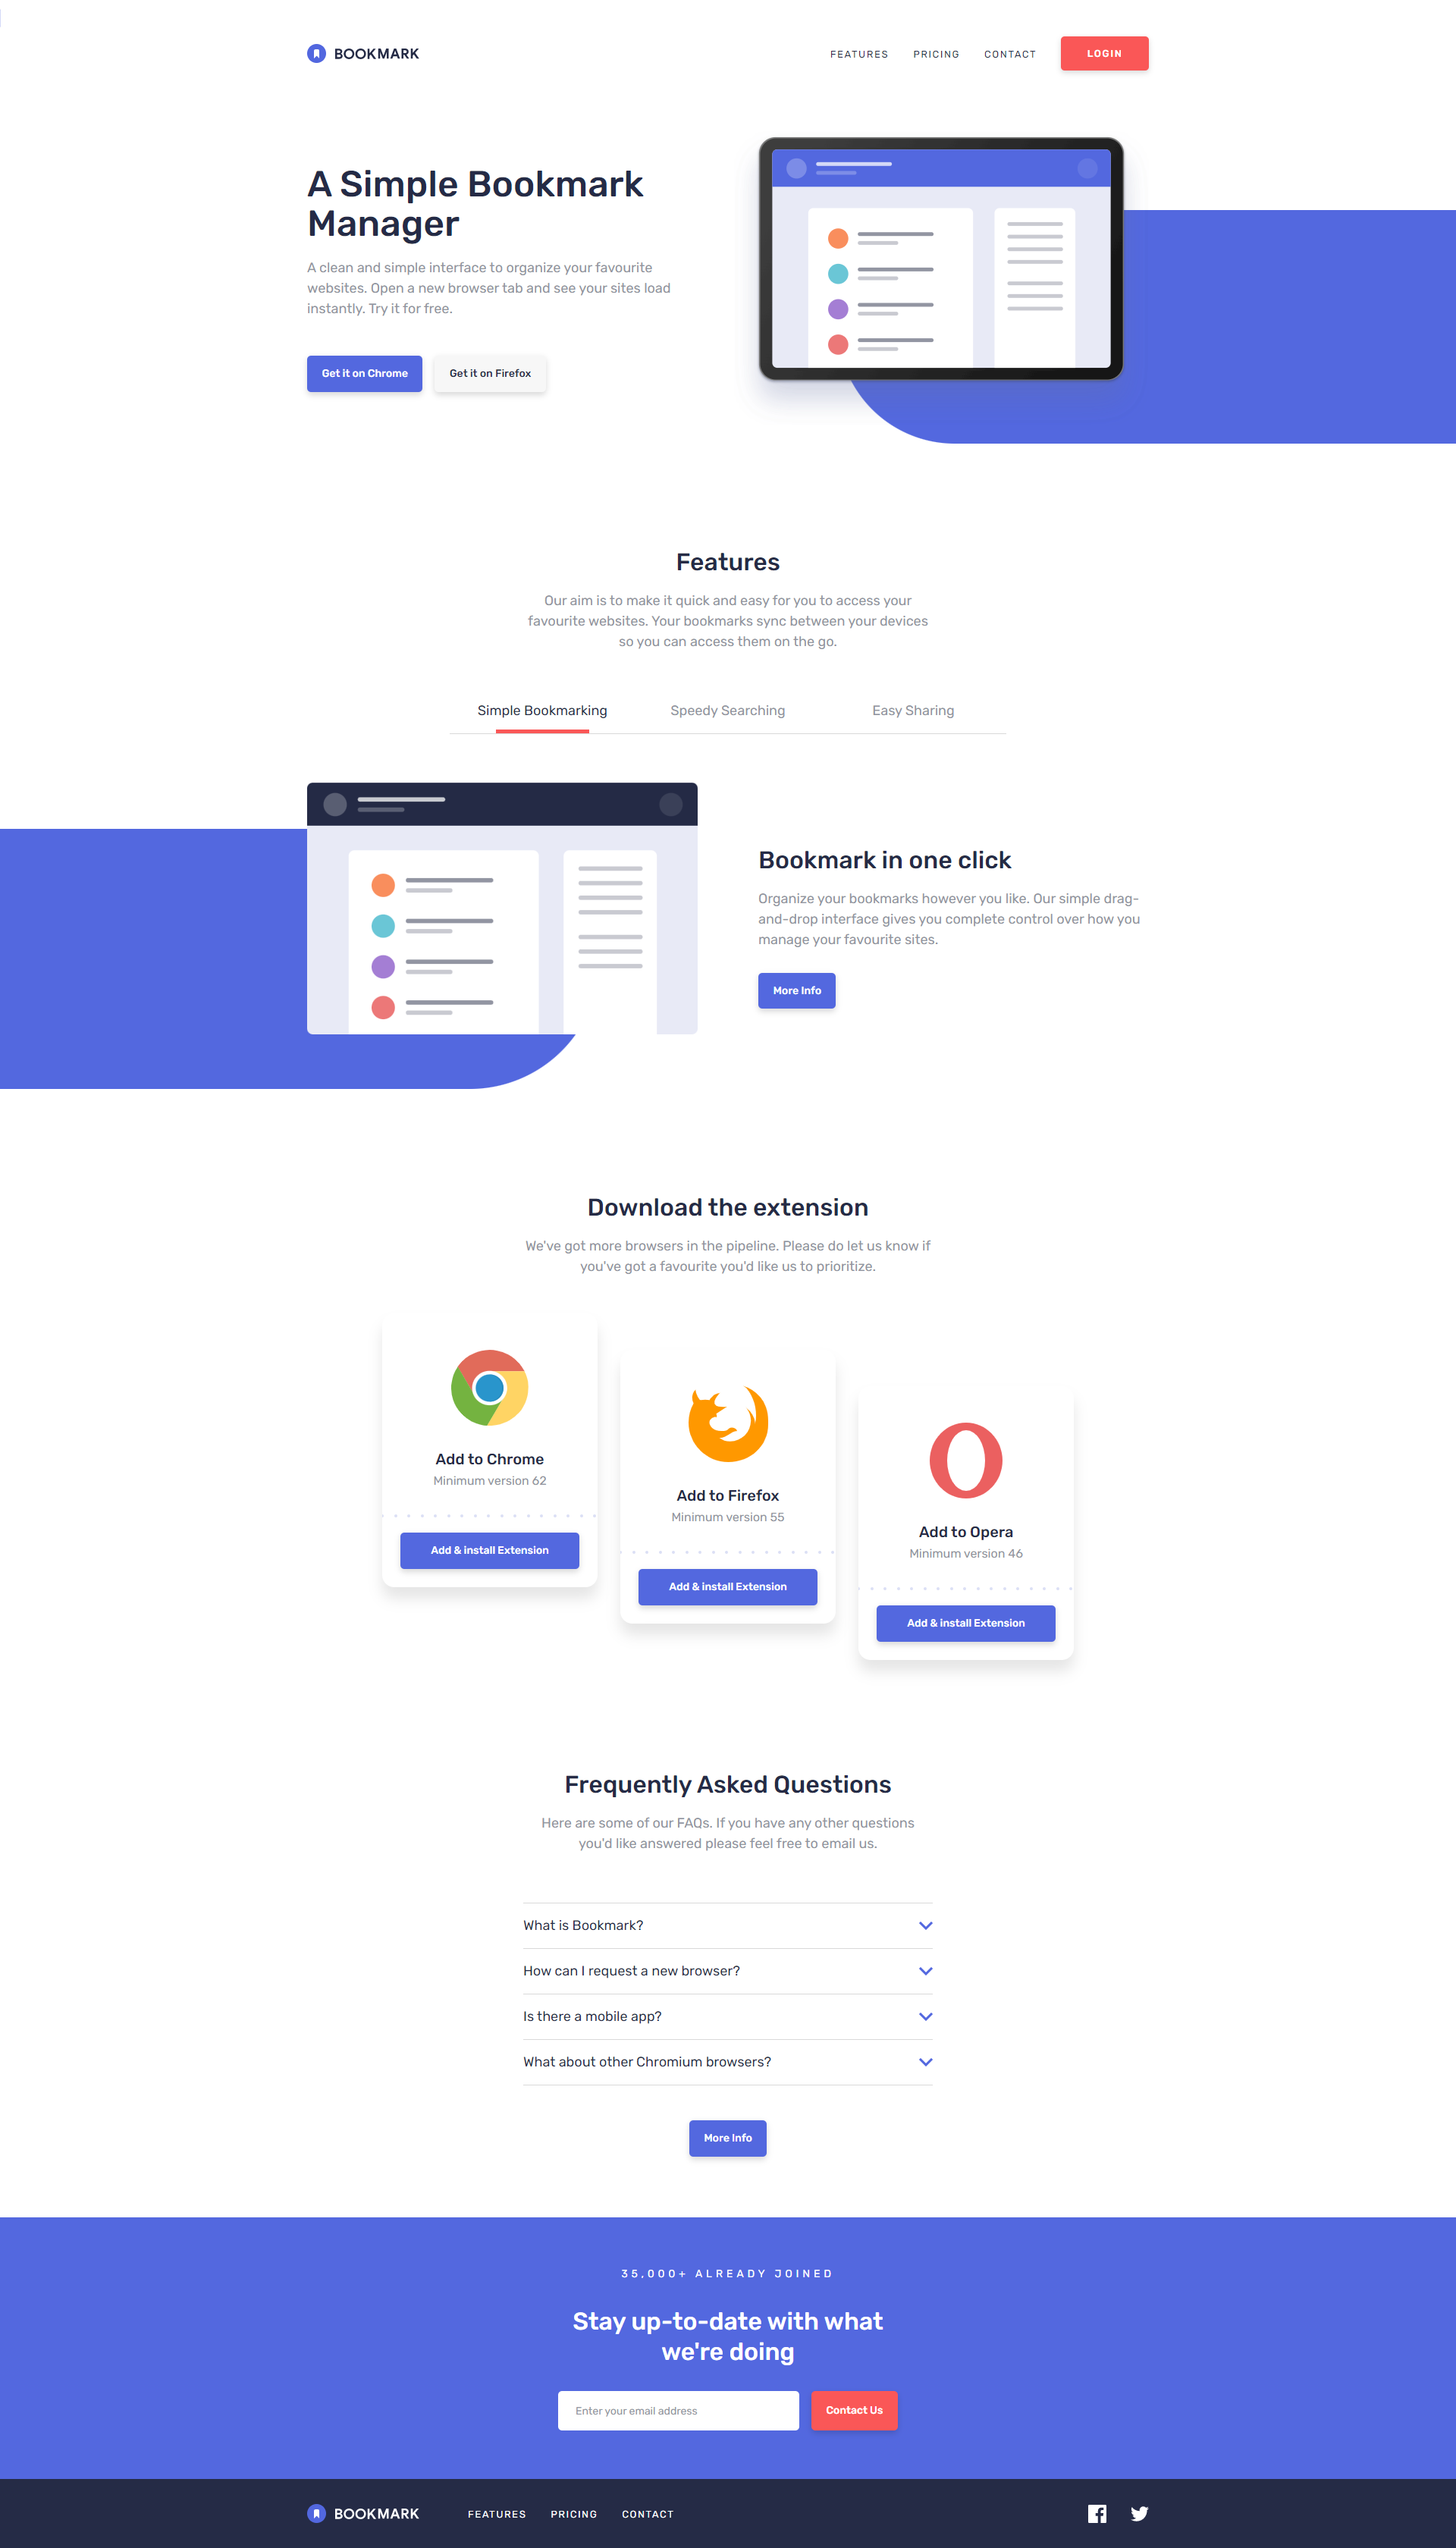 BOOKMARK
FEATURES PRICING CONTACT LOGIN
A Simple Bookmark
Manager
A clean and simple interface to organize your favourite
websites. Open a new browser tab and see your sites load
instantly. Try it for free.
Get it on Chrome Get it on Firefox
Features
Our aim is to make it quick and easy for you to access your
favourite websites. Your bookmarks sync between your devices
so you can access them on the go.
Simple Bookmarking Speedy Searching Easy Sharing
Bookmark in one click
Organize your bookmarks however you like. Our simple drag-
and-drop interface gives you complete control over how you
manage your favourite sites.
More Info
Download the extension
We've got more browsers in the pipeline. Please do let us know if
you've got a favourite you'd like us to prioritize.
Add to Chrome
Minimum version 62
Add & install Extension
Add to Firefox
Minimum version 55
Add & install Extension
Add to Opera
Minimum version 46
Add & install Extension
Frequently Asked Questions
Here are some of our FAQs. If you have any other questions
you'd like answered please feel free to email us.
What is Bookmark?
How can I request a new browser?
Is there a mobile app?
What about other Chromium browsers?
More Info
35,000+ ALREADY JOINED
Stay up-to-date with what
we're doing
Enter your email address Contact Us
BOOKMARK FEATURES PRICING CONTACT